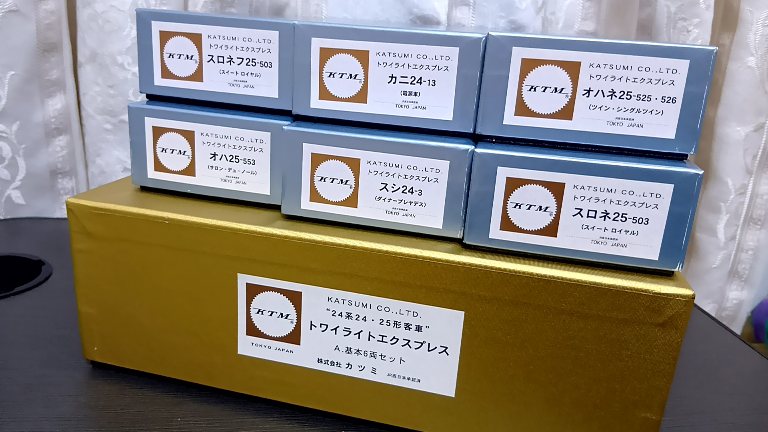 KTM
KATSUMI CO.,LTD.
トワイライトエクスプレス
スロネフ25-503
(スイート ロイヤル)
TOKYO JAPAN
KTM
KATSUMI CO.,LTD.
トワイライトエクスプレス
カニ24-13
(電源車)
TOKYO JAPAN
KTM
KATSUMI CO.,LTD.
トワイライトエクスプレス
オハネ25-525・526
(ツイン・シングルツイン)
TOKYO JAPAN
KTM
KATSUMI CO.,LTD.
トワイライトエクスプレス
オハ25-553
(サロン・デュ・ノール)
TOKYO JAPAN
KTM
KATSUMI CO.,LTD.
トワイライトエクスプレス
スシ24-3
(ダイナープレヤデス)
TOKYO JAPAN
KTM
KATSUMI CO.,LTD.
トワイライトエクスプレス
スロネ25-503
(スイート ロイヤル)
TOKYO JAPAN
KTM
TOKYO JAPAN
KATSUMI CO.,LTD.
"24系24・25形客車"
トワイライトエクスプレス
A.基本6両セット
株式会社 カツミ
JR西日本承認済